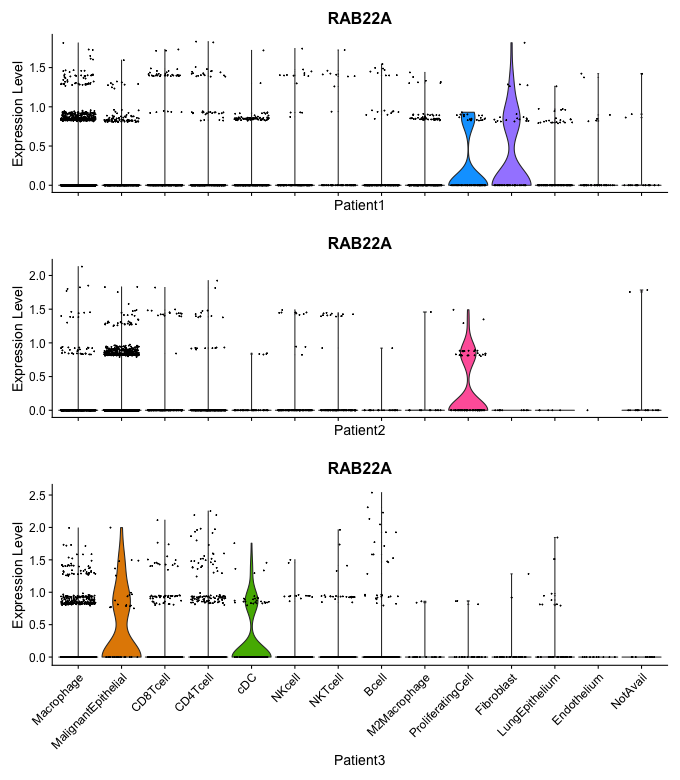 RAB22A
Expression Level
1.5
1.0
0.5
0.0
Patient1
RAB22A
Expression Level
2.0
1.5
1.0
0.5
0.0
Patient2
RAB22A
Expression Level
2.5
2.0
1.5
1.0
0.5
0.0
Macrophage
MalignantEpithelial
CD8Tcell
CD4Tcell
cDC
NKcell
NKTcell
Bcell
M2Macrophage
ProliferatingCell
Fibroblast
LungEpithelium
Endothelium
NotAvail
Patient3